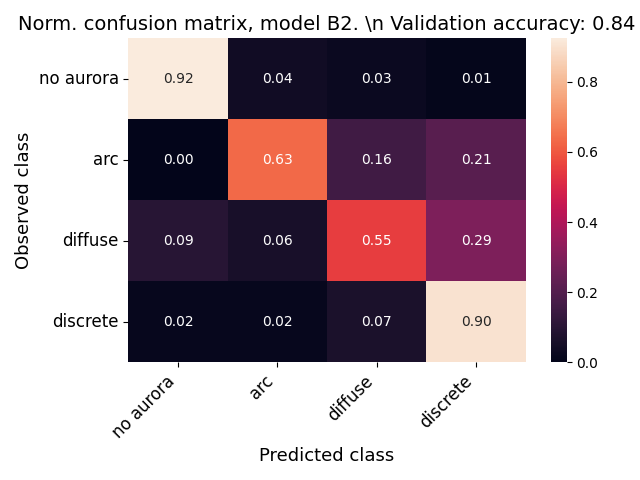 Norm. confusion matrix, model B2. \n Validation accuracy: 0.84
Observed class
no aurora 0.92 0.04 0.03 0.01
arc 0.00 0.63 0.16 0.21
diffuse 0.09 0.06 0.55 0.29
discrete 0.02 0.02 0.07 0.90
no aurora arc diffuse discrete
Predicted class
0.8
0.6
0.4
0.2
0.0